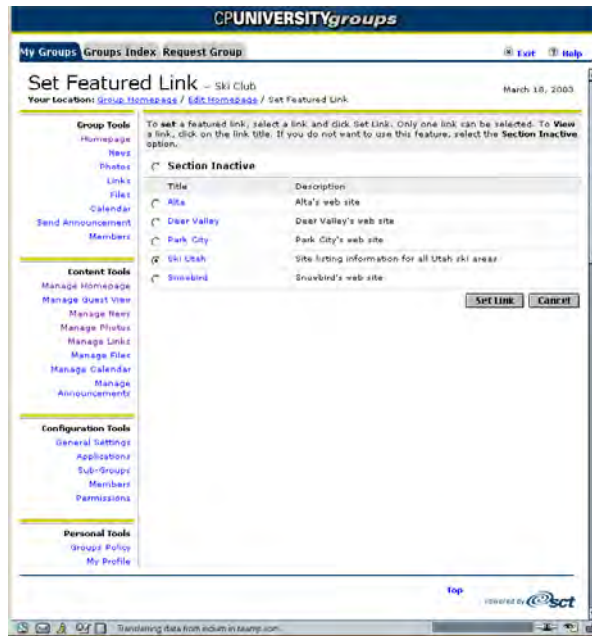 CPUNIVERSITYgroups
My Groups Groups Index Request Group Exit Help
Set Featured Link – Ski Club
March 18, 2003
Your Location: Group Homepage / Edit Homepage / Set Featured Link
Group Tools
Homepage
News
Photos
Links
Files
Calendar
Send Announcement
Members
Content Tools
Manage Homepage
Manage Guest View
Manage News
Manage Photos
Manage Links
Manage Files
Manage Calendar
Manage
Announcements
Configuration Tools
General Settings
Applications
Sub-Groups
Members
Permissions
Personal Tools
Groups Policy
My Profile
To set a featured link, select a link and click Set Link. Only one link can be selected. To View
a link, click on the link title. If you do not want to use this feature, select the Section Inactive
option.
Section Inactive
Title Description
Alta Alta's web site
Deer Valley Deer Valley's web site
Park City Park City's web site
Ski Utah Site listing information for all Utah ski areas
Snowbird Snowbird's web site
Set Link Cancel
Top
powered by sct
Transferring data from